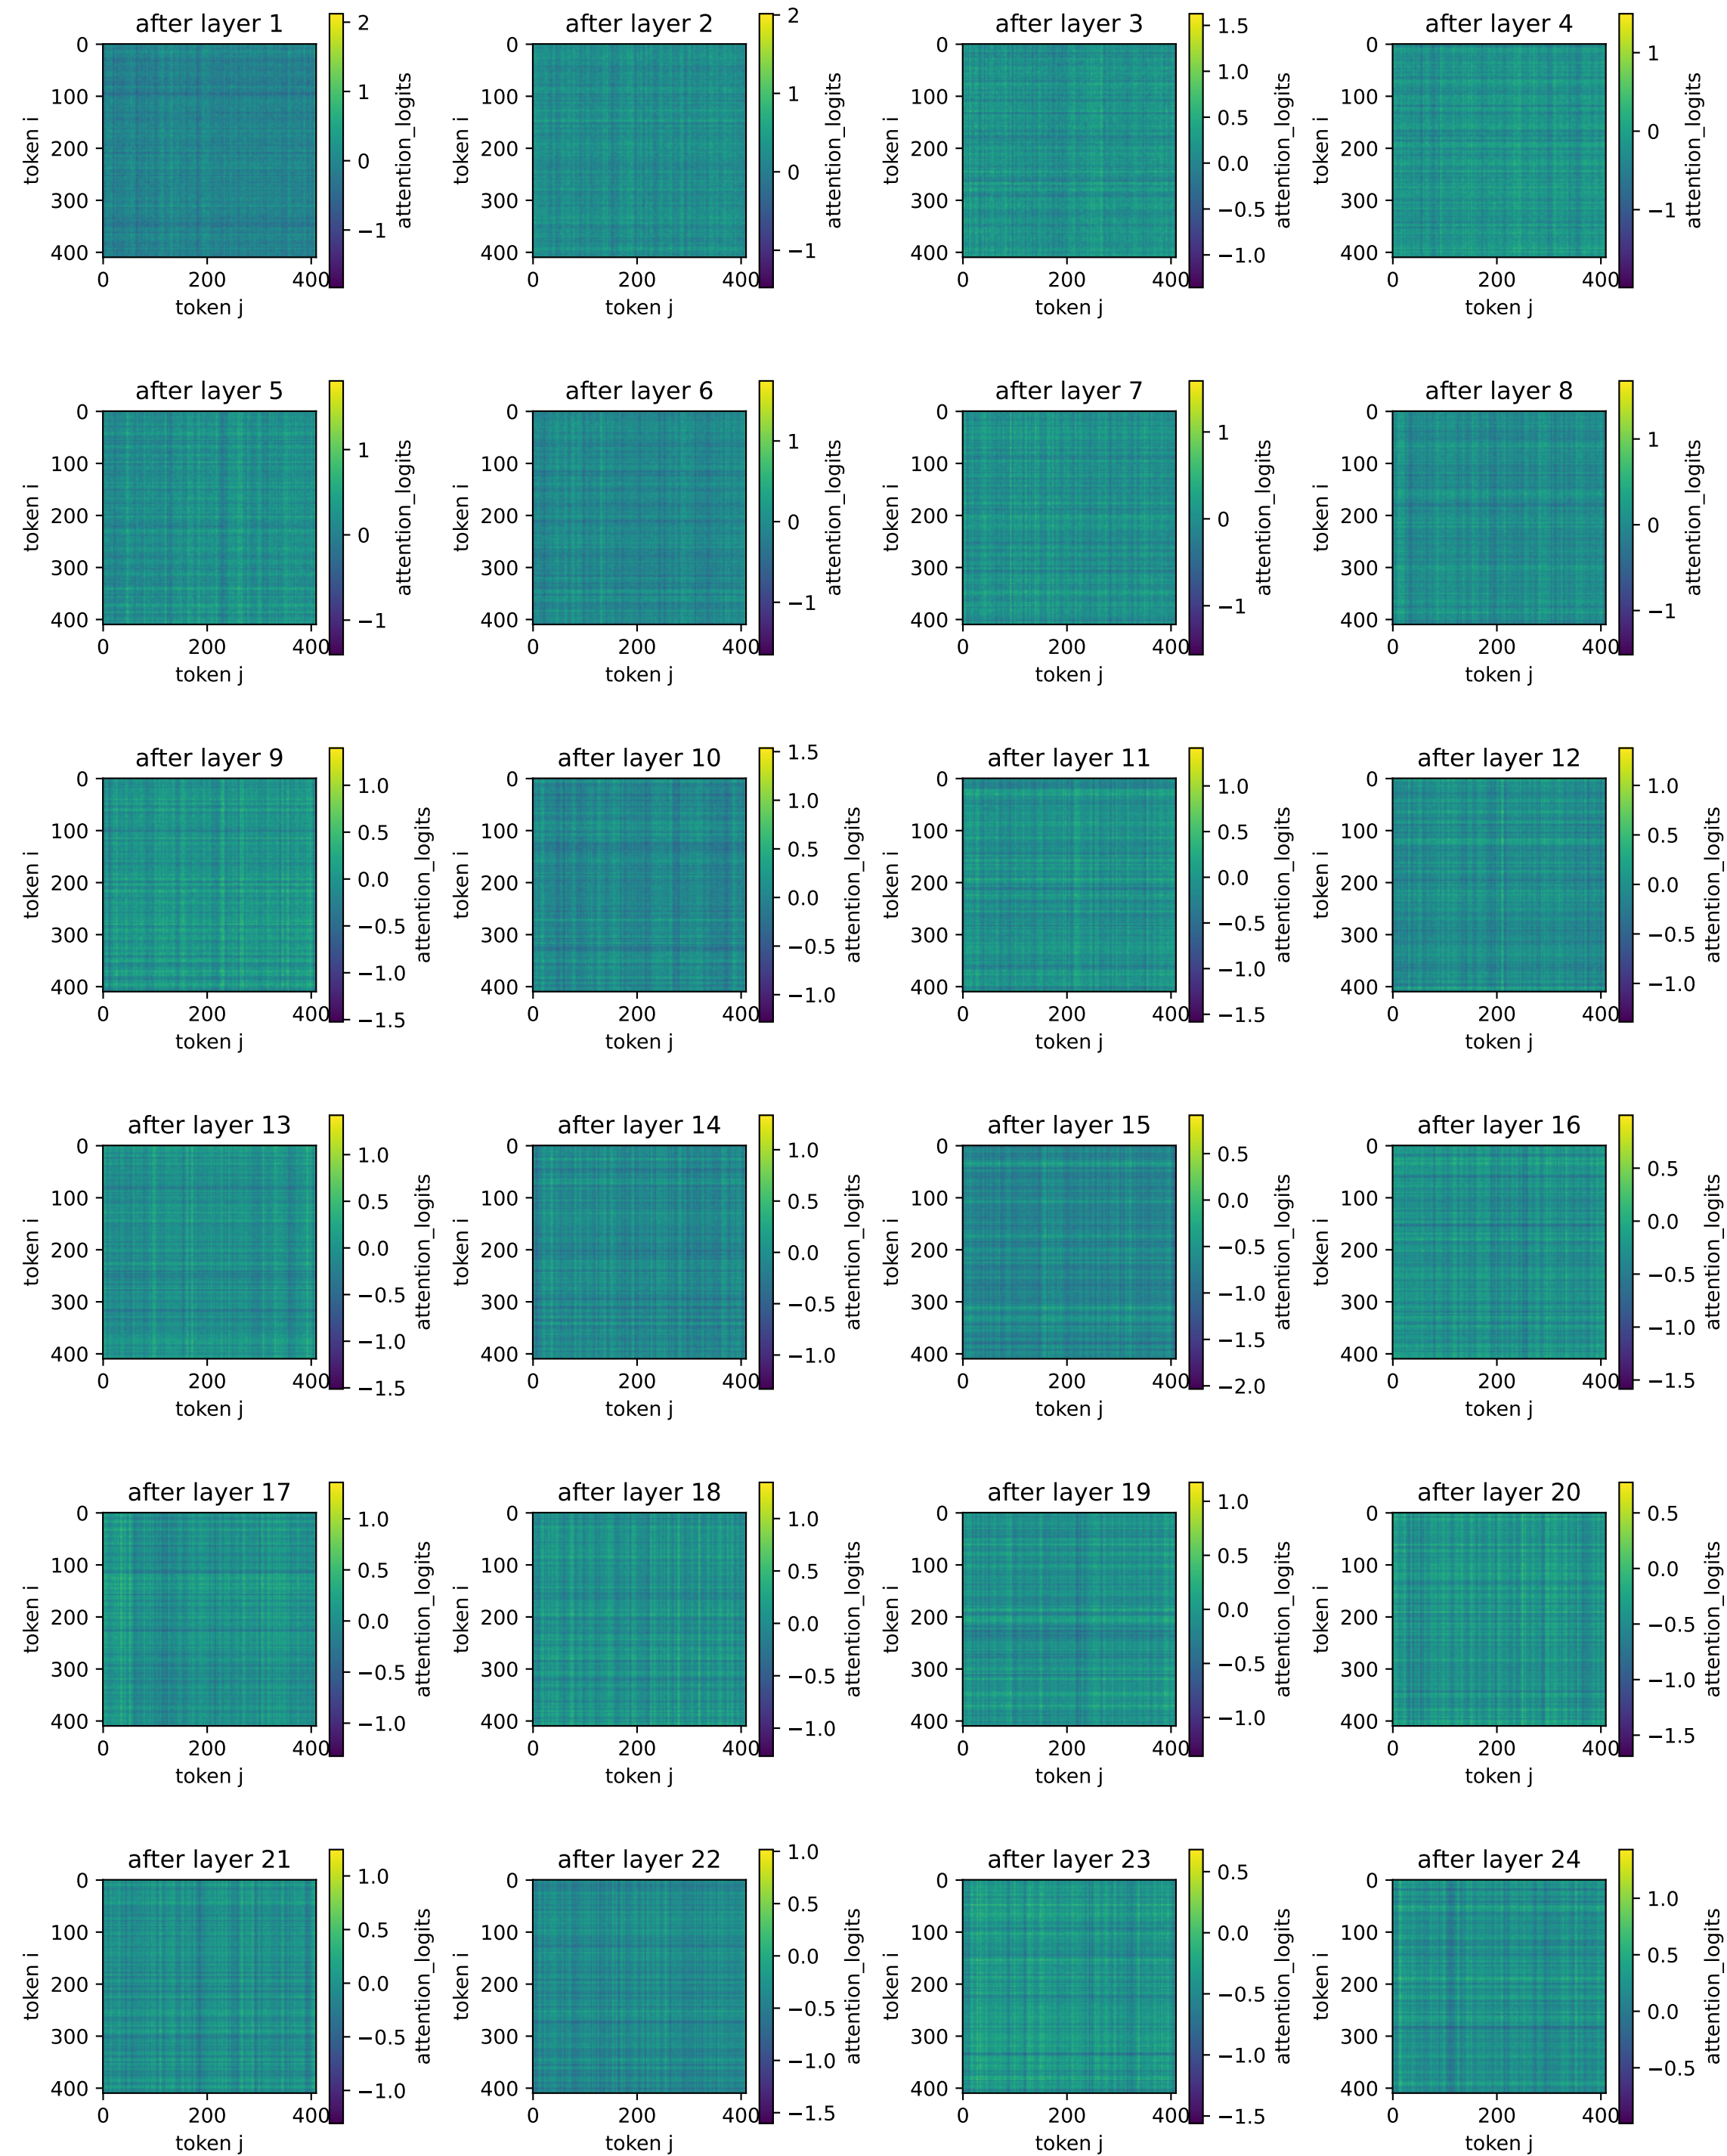 after layer 1
0
100
200
300
400
token i
0 200 400
token j
2
1
0
−1
attention_logits
after layer 2
0
100
200
300
400
token i
0 200 400
token j
2
1
0
−1
attention_logits
after layer 3
0
100
200
300
400
token i
0 200 400
token j
1.5
1.0
0.5
0.0
−0.5
−1.0
attention_logits
after layer 4
0
100
200
300
400
token i
0 200 400
token j
1
0
−1
attention_logits
after layer 5
0
100
200
300
400
token i
0 200 400
token j
1
0
−1
attention_logits
after layer 6
0
100
200
300
400
token i
0 200 400
token j
1
0
−1
attention_logits
after layer 7
0
100
200
300
400
token i
0 200 400
token j
1
0
−1
attention_logits
after layer 8
0
100
200
300
400
token i
0 200 400
token j
1
0
−1
attention_logits
after layer 9
0
100
200
300
400
token i
0 200 400
token j
1.0
0.5
0.0
−0.5
−1.0
−1.5
attention_logits
after layer 10
0
100
200
300
400
token i
0 200 400
token j
1.5
1.0
0.5
0.0
−0.5
−1.0
attention_logits
after layer 11
0
100
200
300
400
token i
0 200 400
token j
1.0
0.5
0.0
−0.5
−1.0
−1.5
attention_logits
after layer 12
0
100
200
300
400
token i
0 200 400
token j
1.0
0.5
0.0
−0.5
−1.0
attention_logits
after layer 13
0
100
200
300
400
token i
0 200 400
token j
1.0
0.5
0.0
−0.5
−1.0
−1.5
attention_logits
after layer 14
0
100
200
300
400
token i
0 200 400
token j
1.0
0.5
0.0
−0.5
−1.0
attention_logits
after layer 15
0
100
200
300
400
token i
0 200 400
token j
0.5
0.0
−0.5
−1.0
−1.5
−2.0
attention_logits
after layer 16
0
100
200
300
400
token i
0 200 400
token j
0.5
0.0
−0.5
−1.0
−1.5
attention_logits
after layer 17
0
100
200
300
400
token i
0 200 400
token j
1.0
0.5
0.0
−0.5
−1.0
attention_logits
after layer 18
0
100
200
300
400
token i
0 200 400
token j
1.0
0.5
0.0
−0.5
−1.0
attention_logits
after layer 19
0
100
200
300
400
token i
0 200 400
token j
1.0
0.5
0.0
−0.5
−1.0
attention_logits
after layer 20
0
100
200
300
400
token i
0 200 400
token j
0.5
0.0
−0.5
−1.0
−1.5
attention_logits
after layer 21
0
100
200
300
400
token i
0 200 400
token j
1.0
0.5
0.0
−0.5
−1.0
attention_logits
after layer 22
0
100
200
300
400
token i
0 200 400
token j
1.0
0.5
0.0
−0.5
−1.0
−1.5
attention_logits
after layer 23
0
100
200
300
400
token i
0 200 400
token j
0.5
0.0
−0.5
−1.0
−1.5
attention_logits
after layer 24
0
100
200
300
400
token i
0 200 400
token j
1.0
0.5
0.0
−0.5
attention_logits